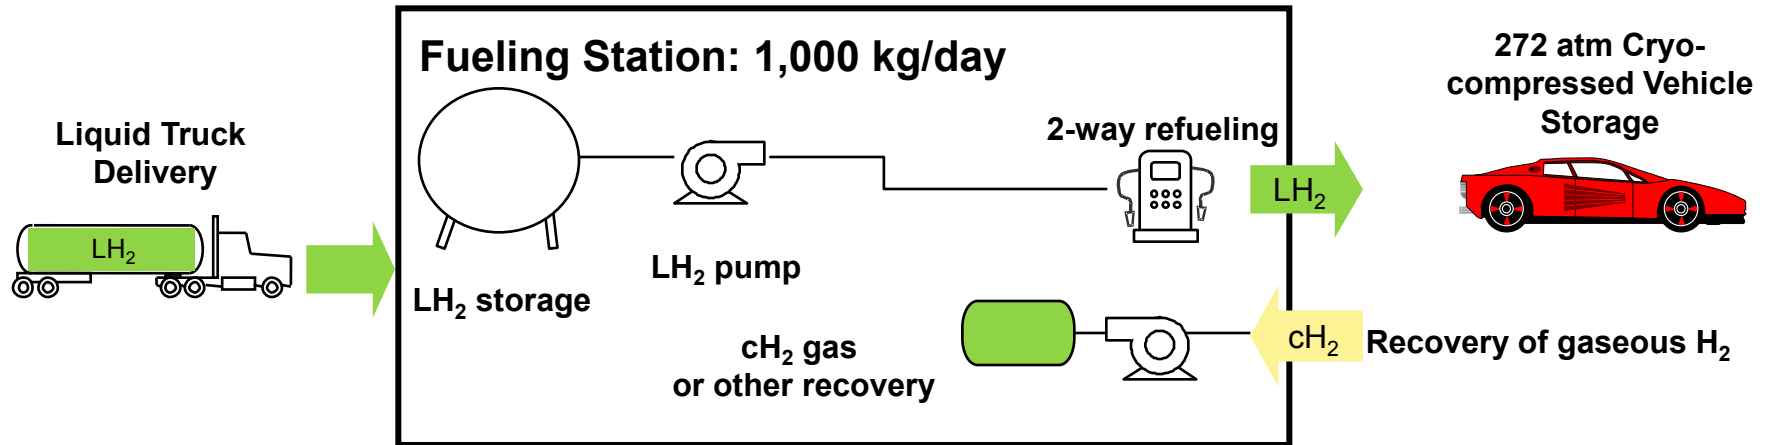 Fueling Station: 1,000 kg/day
272 atm Cryo-
compressed Vehicle
Storage
Liquid Truck
Delivery
2-way refueling
LH₂
LH₂
LH₂ pump
LH₂ storage
cH₂ gas
or other recovery
cH₂
Recovery of gaseous H₂